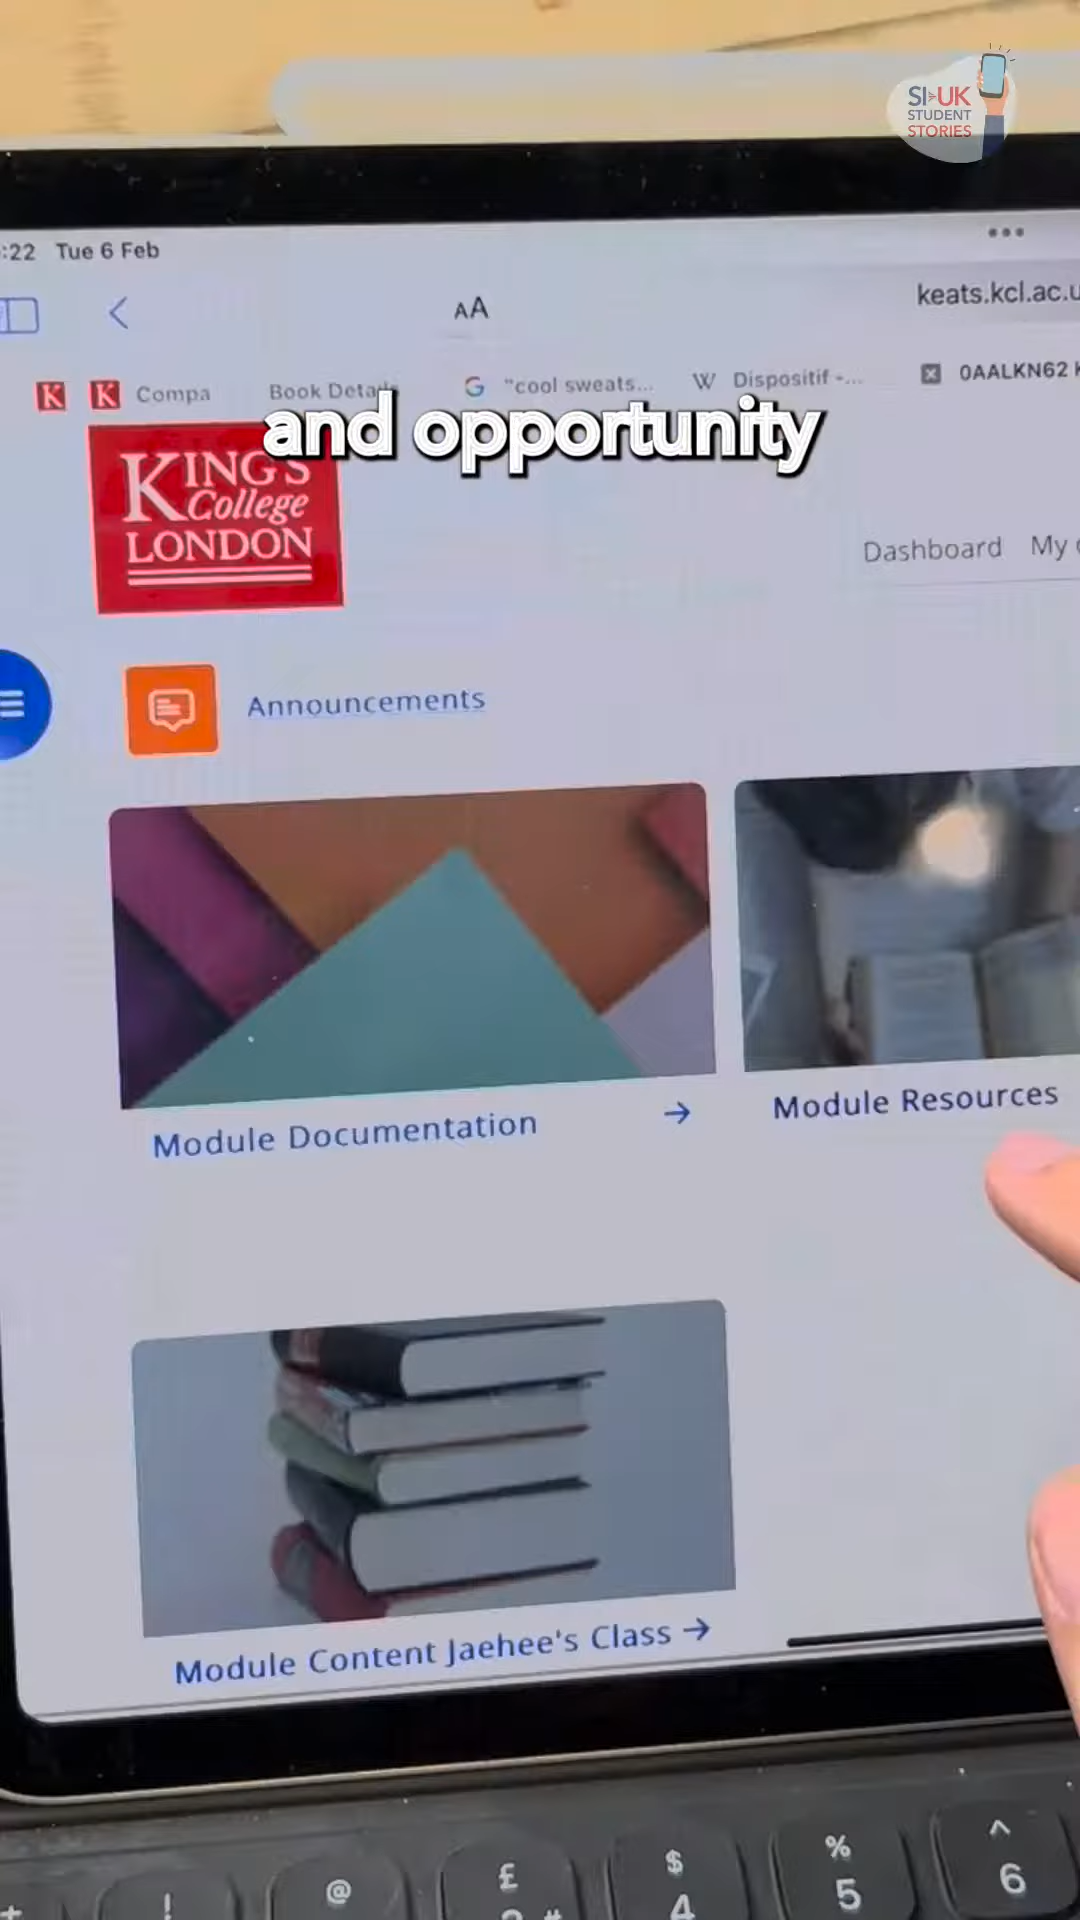 SI-UK
STUDENT
STORIES
:22 Tue 6 Feb
AA
keats.kcl.ac.u
K K Compa Book Details G "cool sweats... W Dispositif -... 0AALKN62 K
and opportunity
KING'S
College
LONDON
Dashboard My
Announcements
Module Documentation →
Module Resources
Module Content Jaehee's Class →
! @ £ $ % ^
# 4 5 6